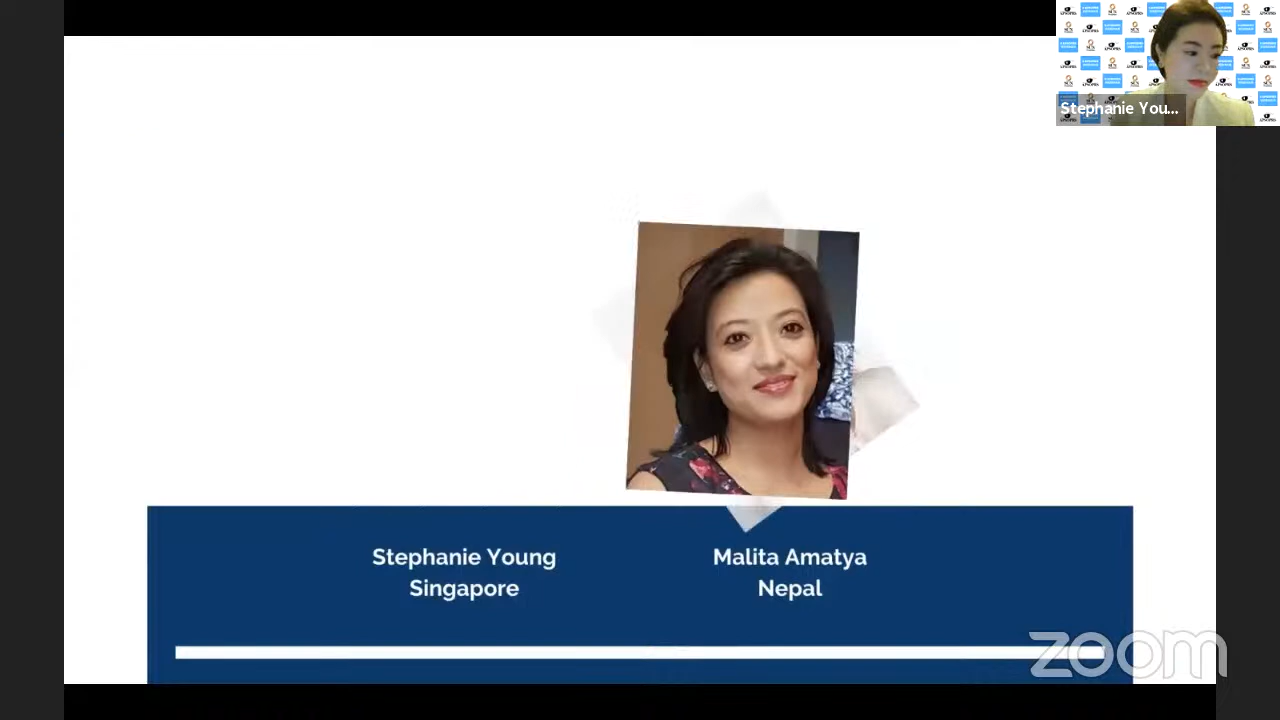 Stephanie You...
Stephanie Young
Singapore
Malita Amatya
Nepal
zoom